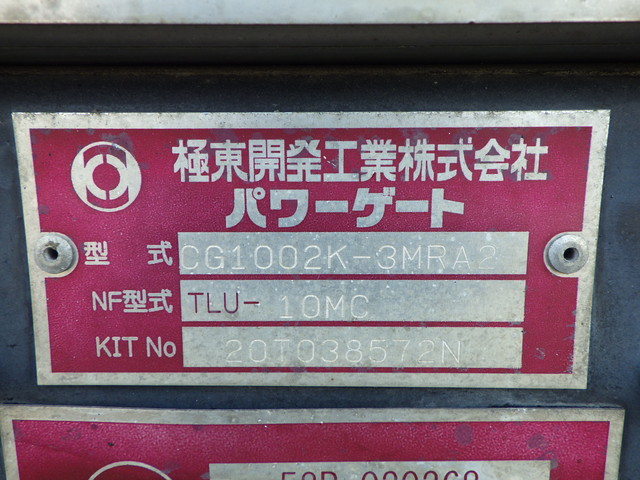 極東開発工業株式会社
パワーゲート
型 式 CG1002K-3MRA2
NF型式 TLU- 10MC
KIT No 20T038572N